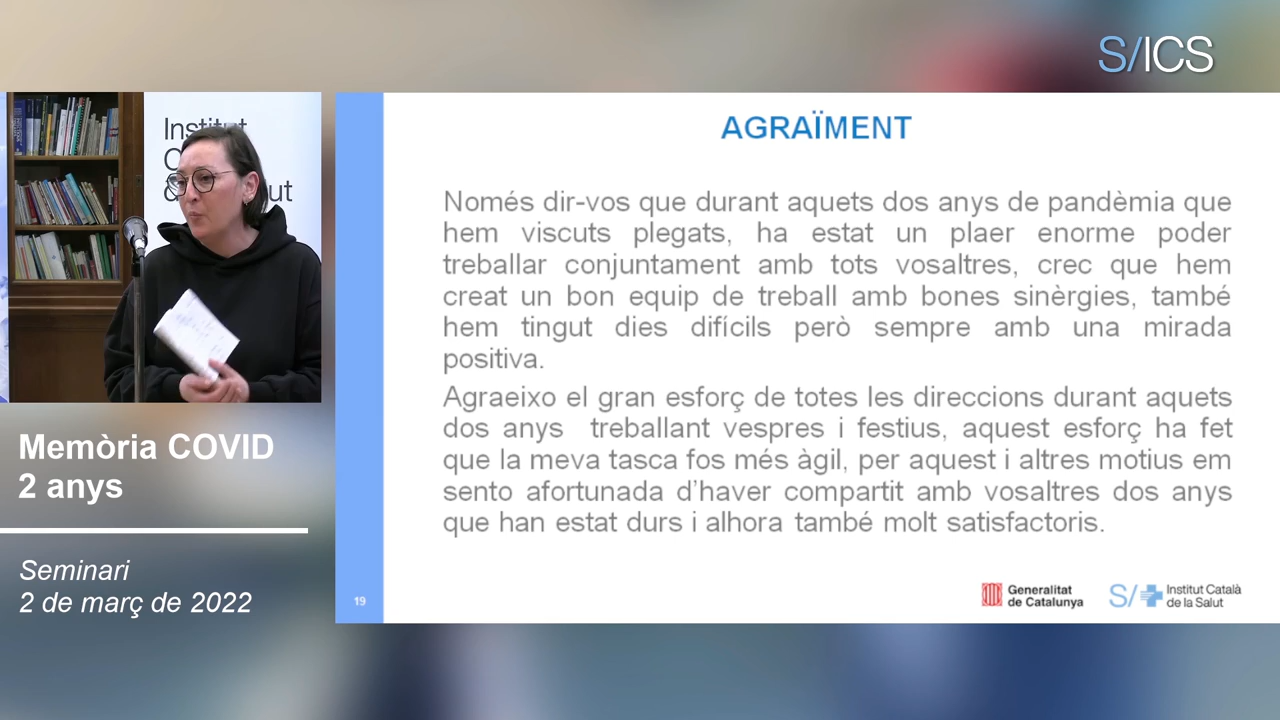 S/ICS
Institut
Memòria COVID
2 anys
Seminari
2 de març de 2022
AGRAÏMENT
Només dir-vos que durant aquets dos anys de pandèmia que
hem viscuts plegats, ha estat un plaer enorme poder
treballar conjuntament amb tots vosaltres, crec que hem
creat un bon equip de treball amb bones sinèrgies, també
hem tingut dies difícils però sempre amb una mirada
positiva.
Agraeixo el gran esforç de totes les direccions durant aquets
dos anys treballant vespres i festius, aquest esforç ha fet
que la meva tasca fos més àgil, per aquest i altres motius em
sento afortunada d'haver compartit amb vosaltres dos anys
que han estat durs i alhora també molt satisfactoris.
19
Generalitat
de Catalunya
S/
Institut Català
de la Salut